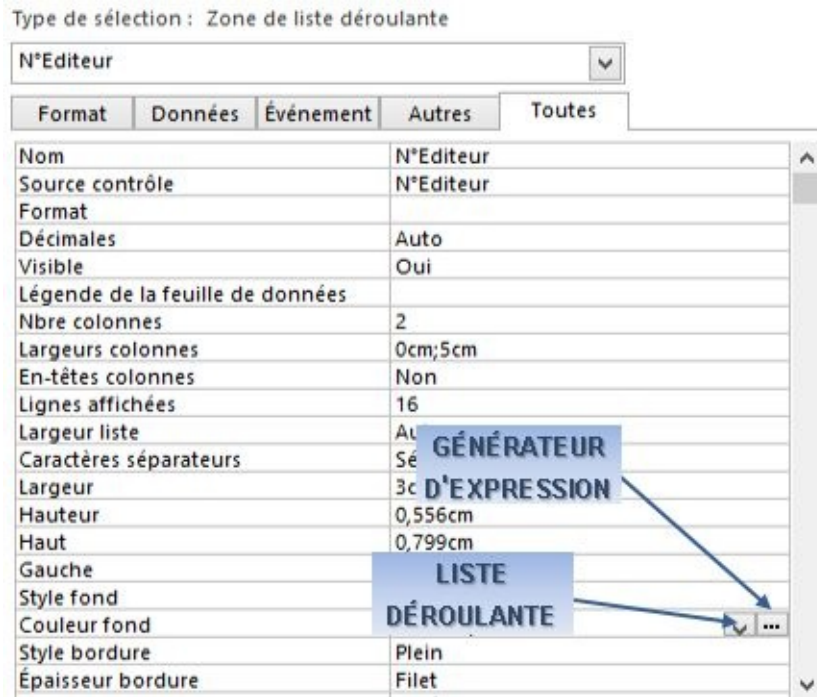 Type de sélection : Zone de liste déroulante
N°Editeur
Format Données Événement Autres Toutes
Nom N°Editeur
Source contrôle N°Editeur
Format
Décimales Auto
Visible Oui
Légende de la feuille de données
Nbre colonnes 2
Largeurs colonnes 0cm;5cm
En-têtes colonnes Non
Lignes affichées 16
Largeur liste
Caractères séparateurs
Largeur
Hauteur 0,556cm
Haut 0,799cm
Gauche
Style fond
Couleur fond ...
Style bordure Plein
Épaisseur bordure Filet
GÉNÉRATEUR
D'EXPRESSION
LISTE
DÉROULANTE